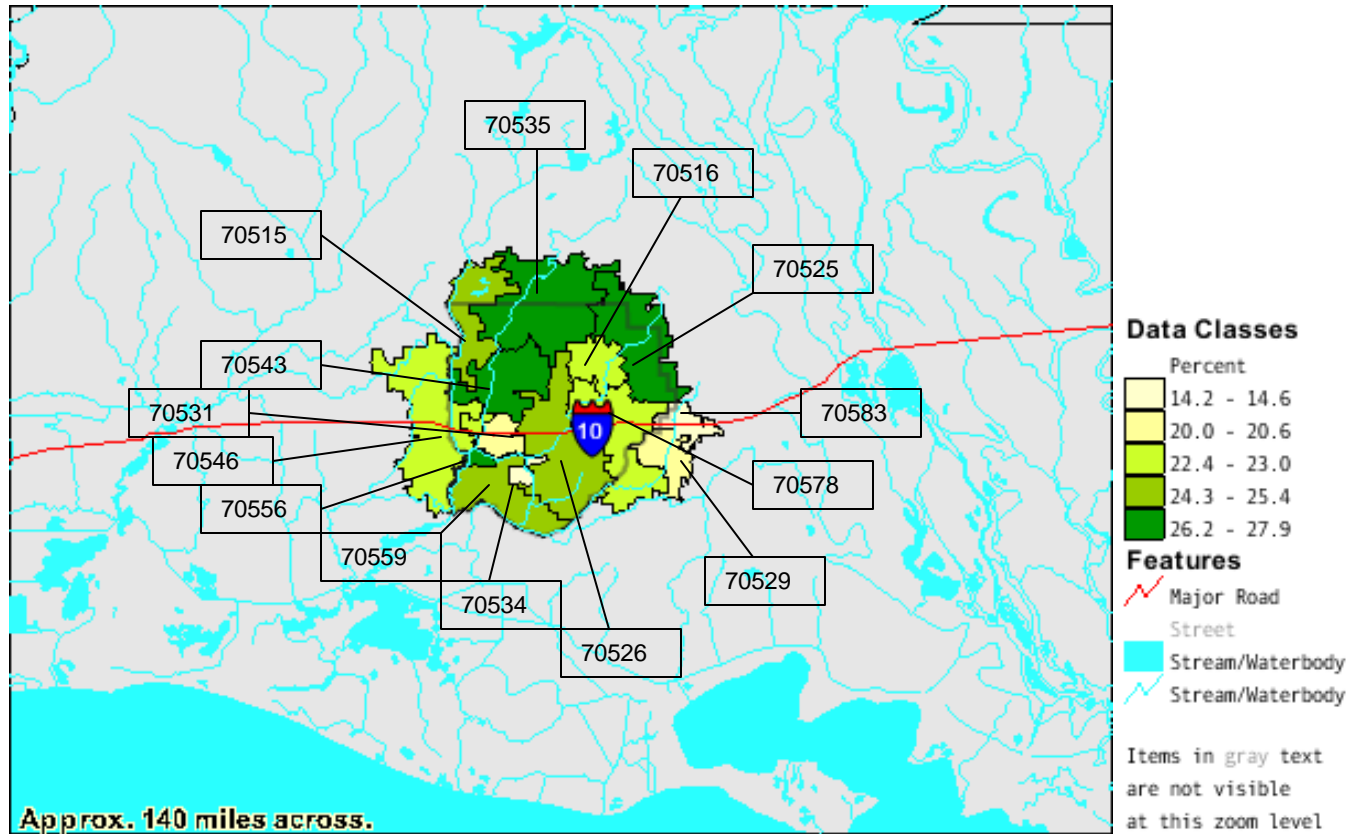 70535
70516
70515
70525
70543
70531
70583
70546
10
70556
70578
70559
70529
70534
70526
Approx. 140 miles across.
Data Classes
Percent
14.2 - 14.6
20.0 - 20.6
22.4 - 23.0
24.3 - 25.4
26.2 - 27.9
Features
Major Road
Street
Stream/Waterbody
Stream/Waterbody
Items in gray text
are not visible
at this zoom level